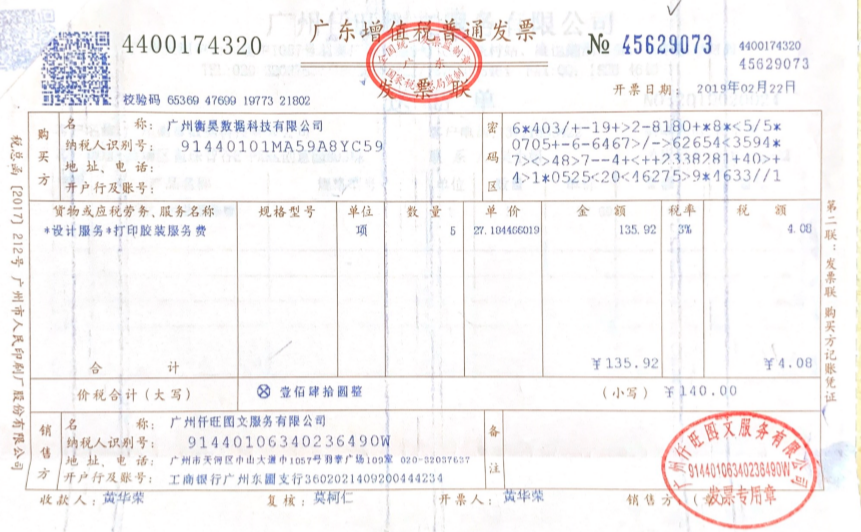 广东增值税普通发票
发票联
4400174320
№ 45629073
4400174320
45629073
校验码 65369 47699 19773 21802
开票日期: 2019年02月22日
全国统一发票监制章
广东
国家税务总局监制
购买方
名 称: 广州衡昊数据科技有限公司
纳税人识别号: 91440101MA59A8YC59
地 址、电 话:
开户行及账号:
密码区
6*403/+-19+>2-8180+*8*<5/5*
0705+-6-6467>/->62654<3594*
7><>48>7--4+<++2338281+40>+
4>1*0525<20<46275>9*4633//1
货物或应税劳务、服务名称 规格型号 单位 数 量 单 价 金 额 税率 税 额
*设计服务*打印胶装服务费 项 5 27.184466019 135.92 3% 4.08
合 计 ¥135.92 ¥4.08
价税合计(大写) ⊗ 壹佰肆拾圆整 (小写) ¥140.00
销售方
名 称: 广州仟旺图文服务有限公司
纳税人识别号: 91440106340236490W
地 址、电 话: 广州市天河区中山大道中1057号翡翠广场109室 020-32037637
开户行及账号: 工商银行广州东圃支行3602021409200444234
备注
收款人: 黄华荣 复核: 莫柯仁 开票人: 黄华荣 销售方
广州仟旺图文服务有限公司
91440106340236490W
发票专用章
税总函〔2017〕212号 广州市人民印刷厂股份有限公司
第二联:发票联 购买方记账凭证